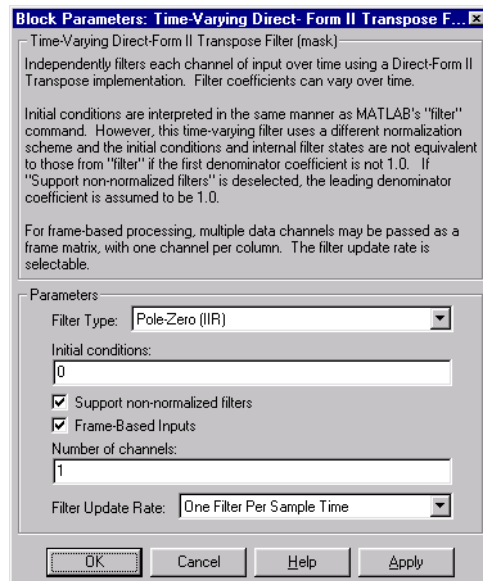 Block Parameters: Time-Varying Direct- Form II Transpose F...
Time-Varying Direct-Form II Transpose Filter (mask)
Independently filters each channel of input over time using a Direct-Form II
Transpose implementation.  Filter coefficients can vary over time.
Initial conditions are interpreted in the same manner as MATLAB's "filter"
command.  However, this time-varying filter uses a different normalization
scheme and the initial conditions and internal filter states are not equivalent
to those from "filter" if the first denominator coefficient is not 1.0.  If
"Support non-normalized filters" is deselected, the leading denominator
coefficient is assumed to be 1.0.
For frame-based processing, multiple data channels may be passed as a
frame matrix, with one channel per column.  The filter update rate is
selectable.
Parameters
Filter Type: Pole-Zero (IIR)
Initial conditions:
0
Support non-normalized filters
Frame-Based Inputs
Number of channels:
1
Filter Update Rate: One Filter Per Sample Time
OK Cancel Help Apply